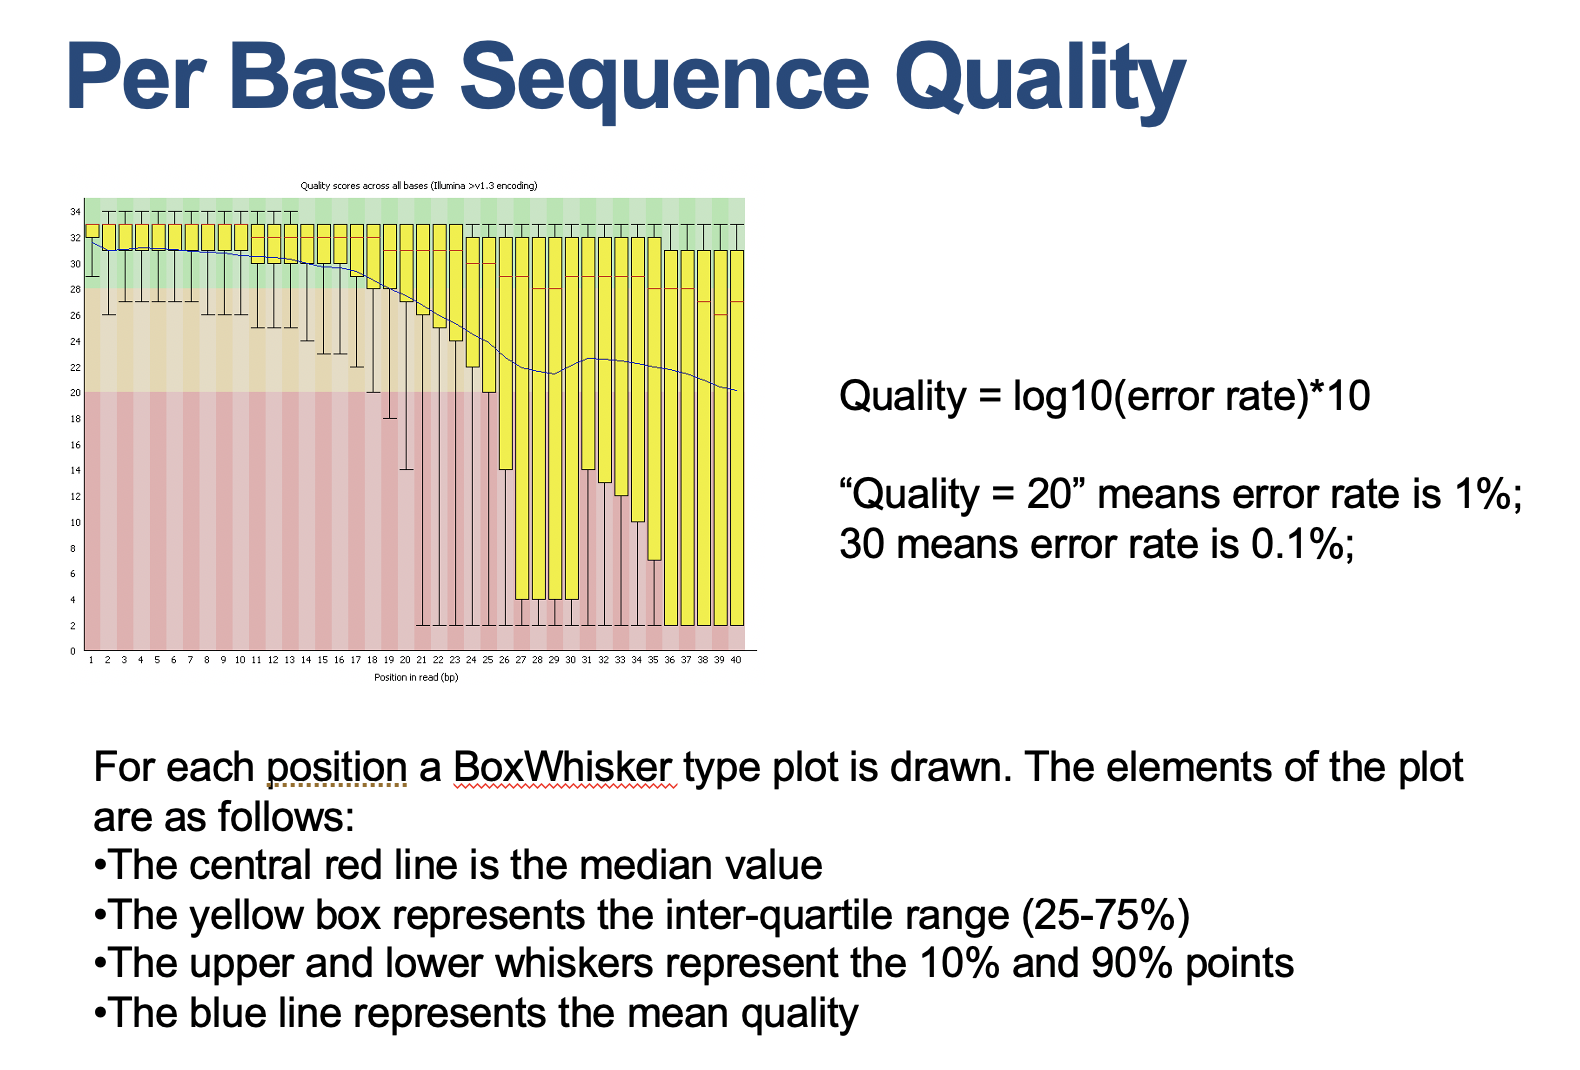 Per Base Sequence Quality
Quality scores across all bases (Illumina >v1.3 encoding)
34
32
30
28
26
24
22
20
18
16
14
12
10
8
6
4
2
0
1 2 3 4 5 6 7 8 9 10 11 12 13 14 15 16 17 18 19 20 21 22 23 24 25 26 27 28 29 30 31 32 33 34 35 36 37 38 39 40
Position in read (bp)
Quality = log10(error rate)*10
“Quality = 20” means error rate is 1%;
30 means error rate is 0.1%;
For each position a BoxWhisker type plot is drawn. The elements of the plot
are as follows:
•The central red line is the median value
•The yellow box represents the inter-quartile range (25-75%)
•The upper and lower whiskers represent the 10% and 90% points
•The blue line represents the mean quality